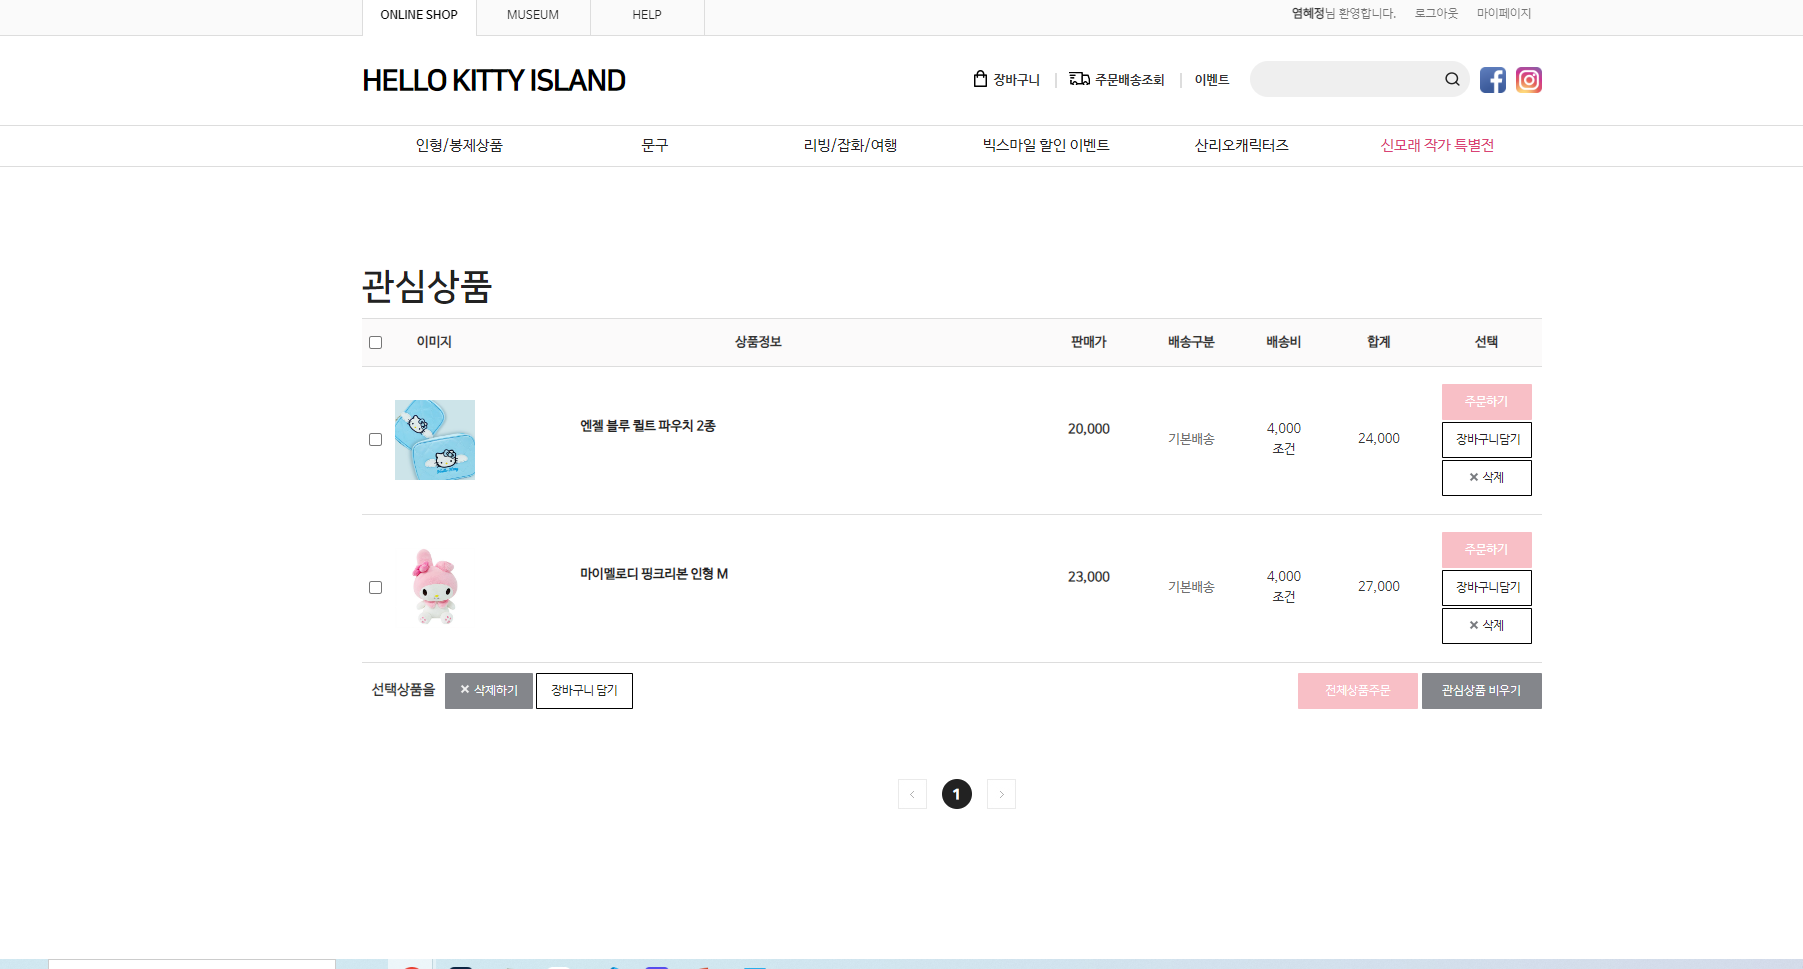 ONLINE SHOP MUSEUM HELP 염혜정님 환영합니다. 로그아웃 마이페이지
HELLO KITTY ISLAND 장바구니 주문배송조회 이벤트
인형/봉제상품 문구 리빙/잡화/여행 빅스마일 할인 이벤트 산리오캐릭터즈 신모래 작가 특별전
관심상품
이미지 상품정보 판매가 배송구분 배송비 합계 선택
주문하기
엔젤 블루 퀼트 파우치 2종 20,000 기본배송 4,000 24,000 장바구니담기
조건
× 삭제
주문하기
마이멜로디 핑크리본 인형 M 23,000 기본배송 4,000 27,000 장바구니담기
조건
× 삭제
선택상품을 × 삭제하기 장바구니 담기 전체상품주문 관심상품 비우기
< 1 >